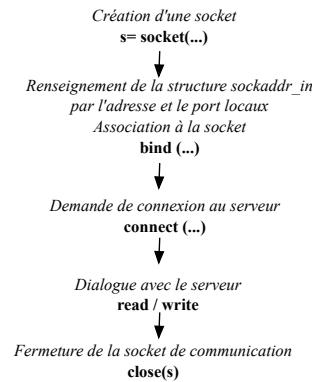 Création d'une socket
s= socket(...)
Renseignement de la structure sockaddr_in
par l'adresse et le port locaux
Association à la socket
bind (...)
Demande de connexion au serveur
connect (...)
Dialogue avec le serveur
read / write
Fermeture de la socket de communication
close(s)